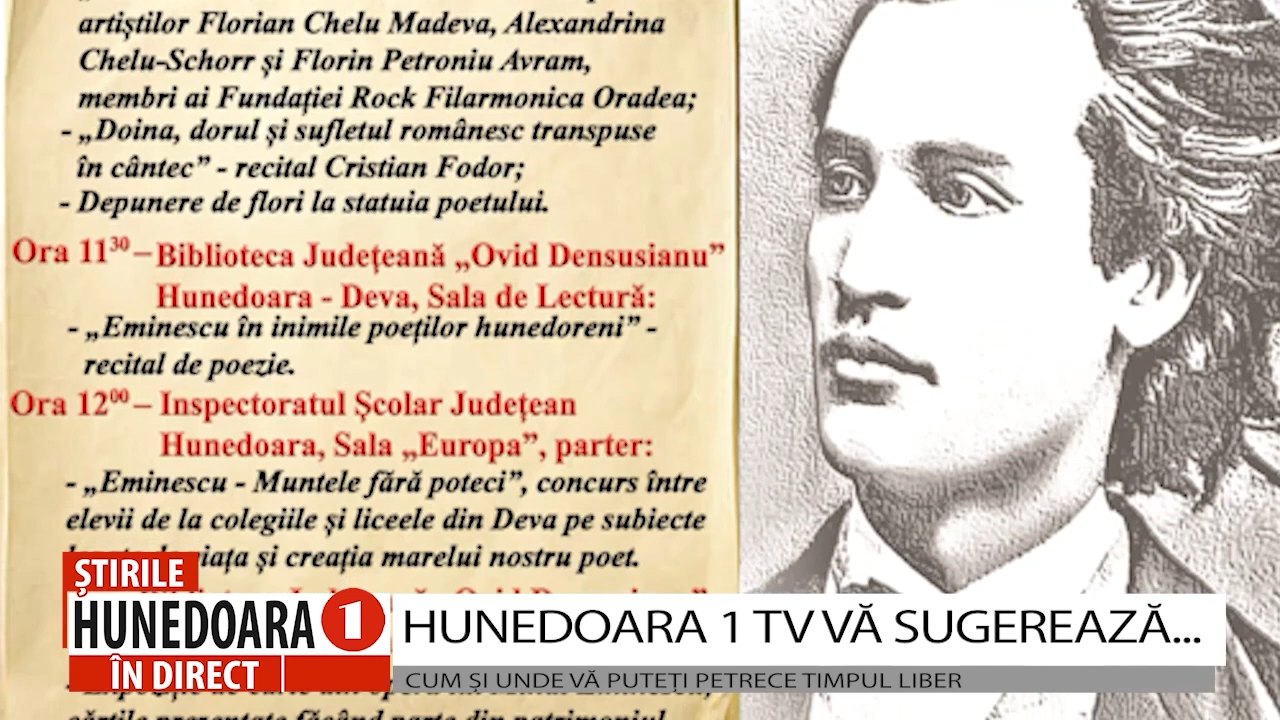 artiștilor Florian Chelu Madeva, Alexandrina
Chelu-Schorr și Florin Petroniu Avram,
membri ai Fundației Rock Filarmonica Oradea;
- „Doina, dorul și sufletul românesc transpuse
în cântec” - recital Cristian Fodor;
- Depunere de flori la statuia poetului.
Ora 11³⁰ – Biblioteca Județeană „Ovid Densusianu”
Hunedoara - Deva, Sala de Lectură:
- „Eminescu în inimile poeților hunedoreni” -
recital de poezie.
Ora 12⁰⁰ – Inspectoratul Școlar Județean
Hunedoara, Sala „Europa”, parter:
- „Eminescu - Muntele fără poteci”, concurs între
elevii de la colegiile și liceele din Deva pe subiecte
și creația marelui nostru poet.
ȘTIRILE
HUNEDOARA 1
ÎN DIRECT
HUNEDOARA 1 TV VĂ SUGEREAZĂ...
CUM ȘI UNDE VĂ PUTEȚI PETRECE TIMPUL LIBER